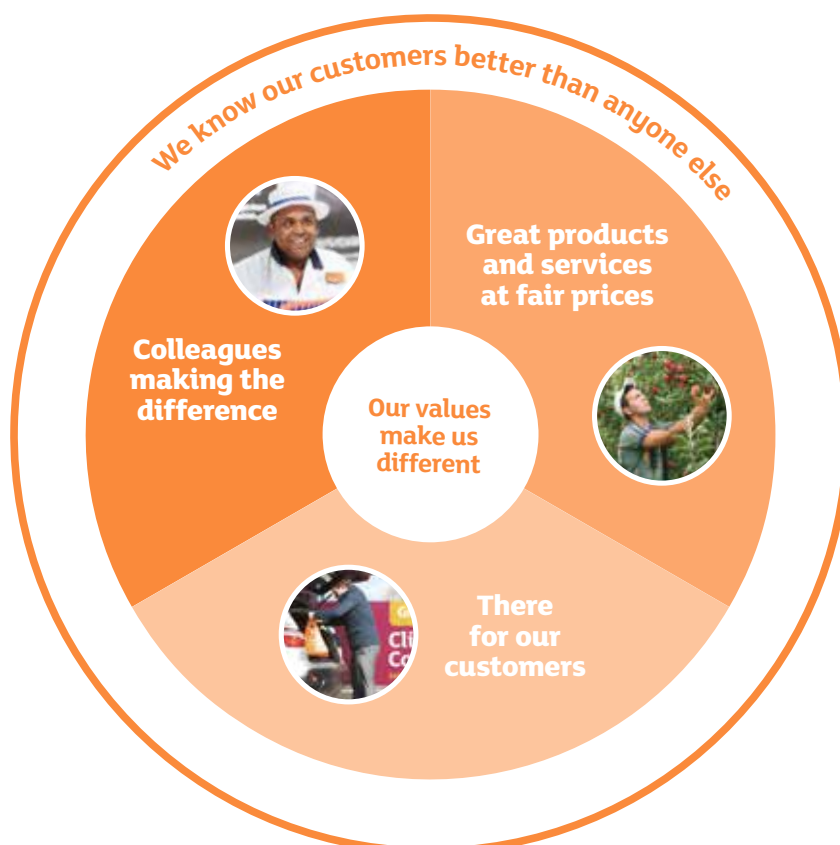 We know our customers better than anyone else
Great products
and services
at fair prices
Colleagues
making the
difference
Our values
make us
different
There
for our
customers